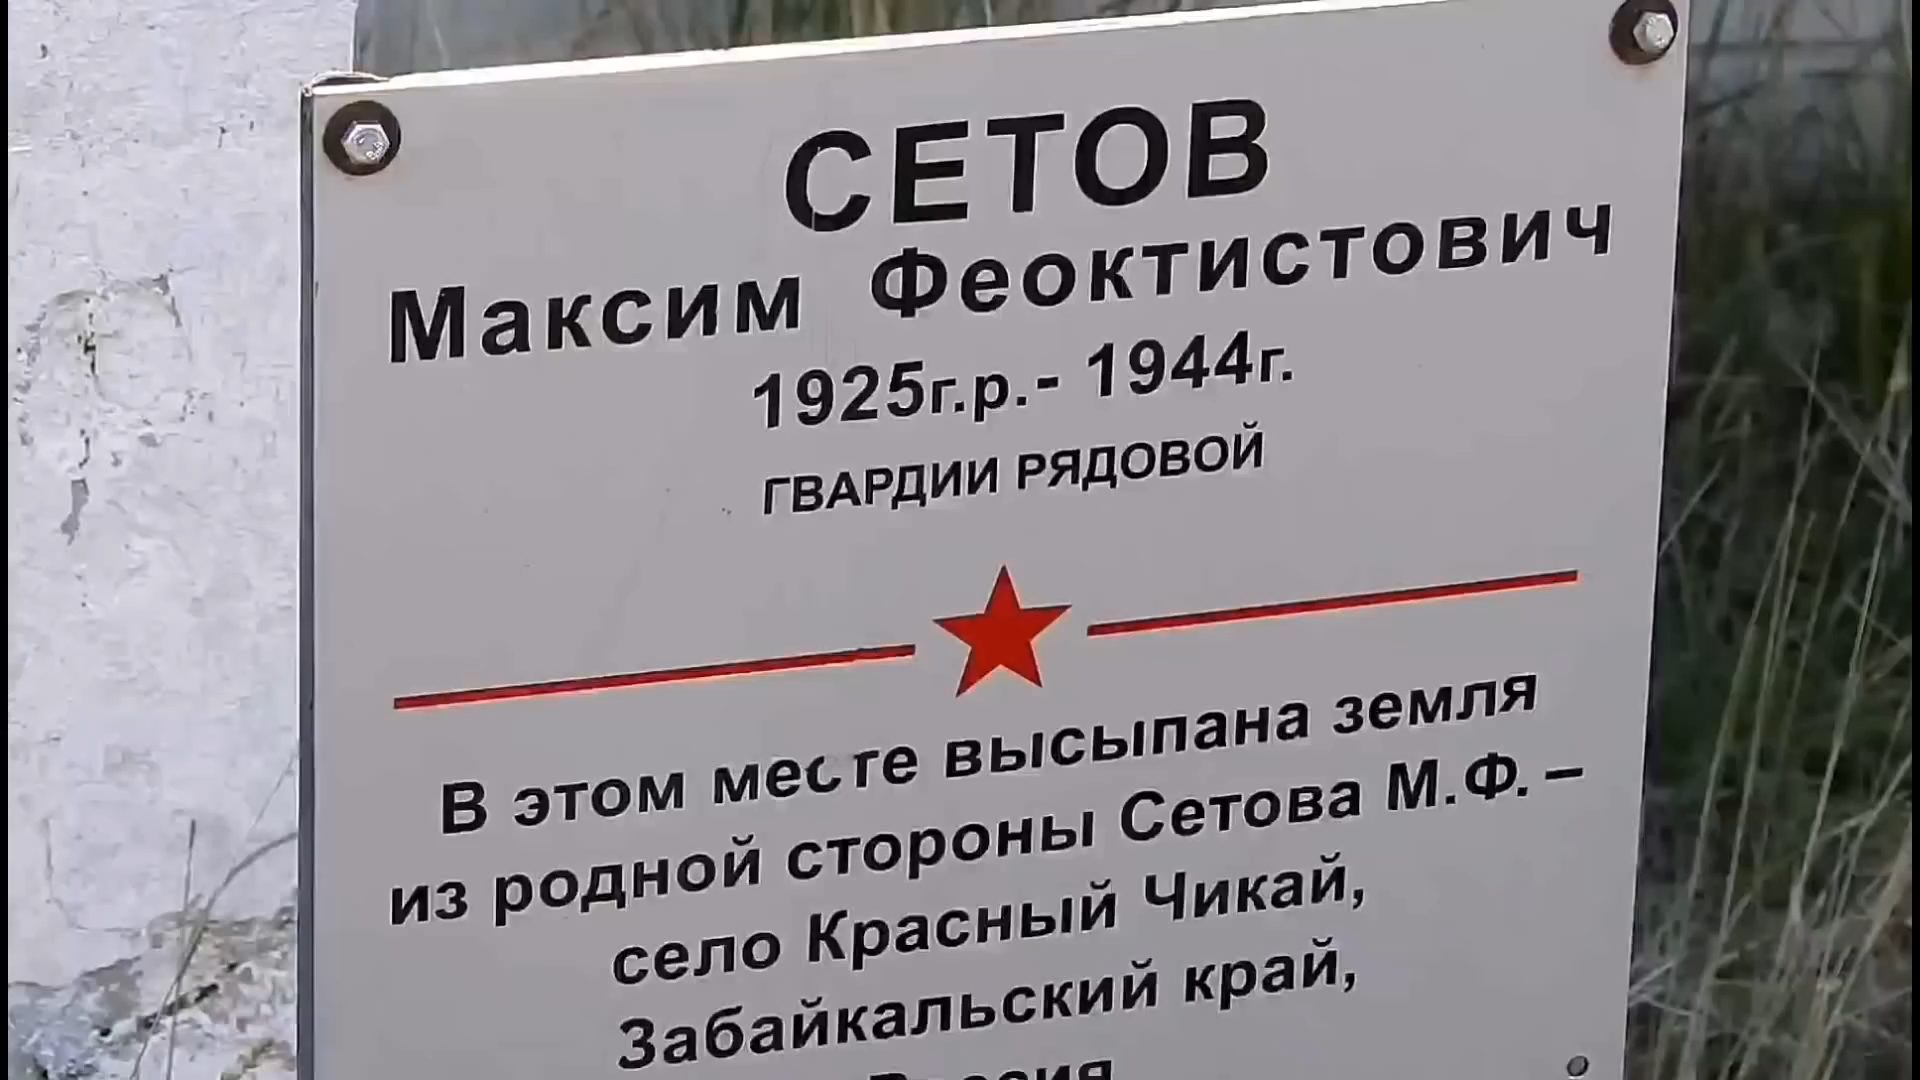 СЕТОВ
Максим Феоктистович
1925г.р.- 1944г.
ГВАРДИИ РЯДОВОЙ
В этом месте высыпана земля
из родной стороны Сетова М.Ф. –
село Красный Чикай,
Забайкальский край,
Россия